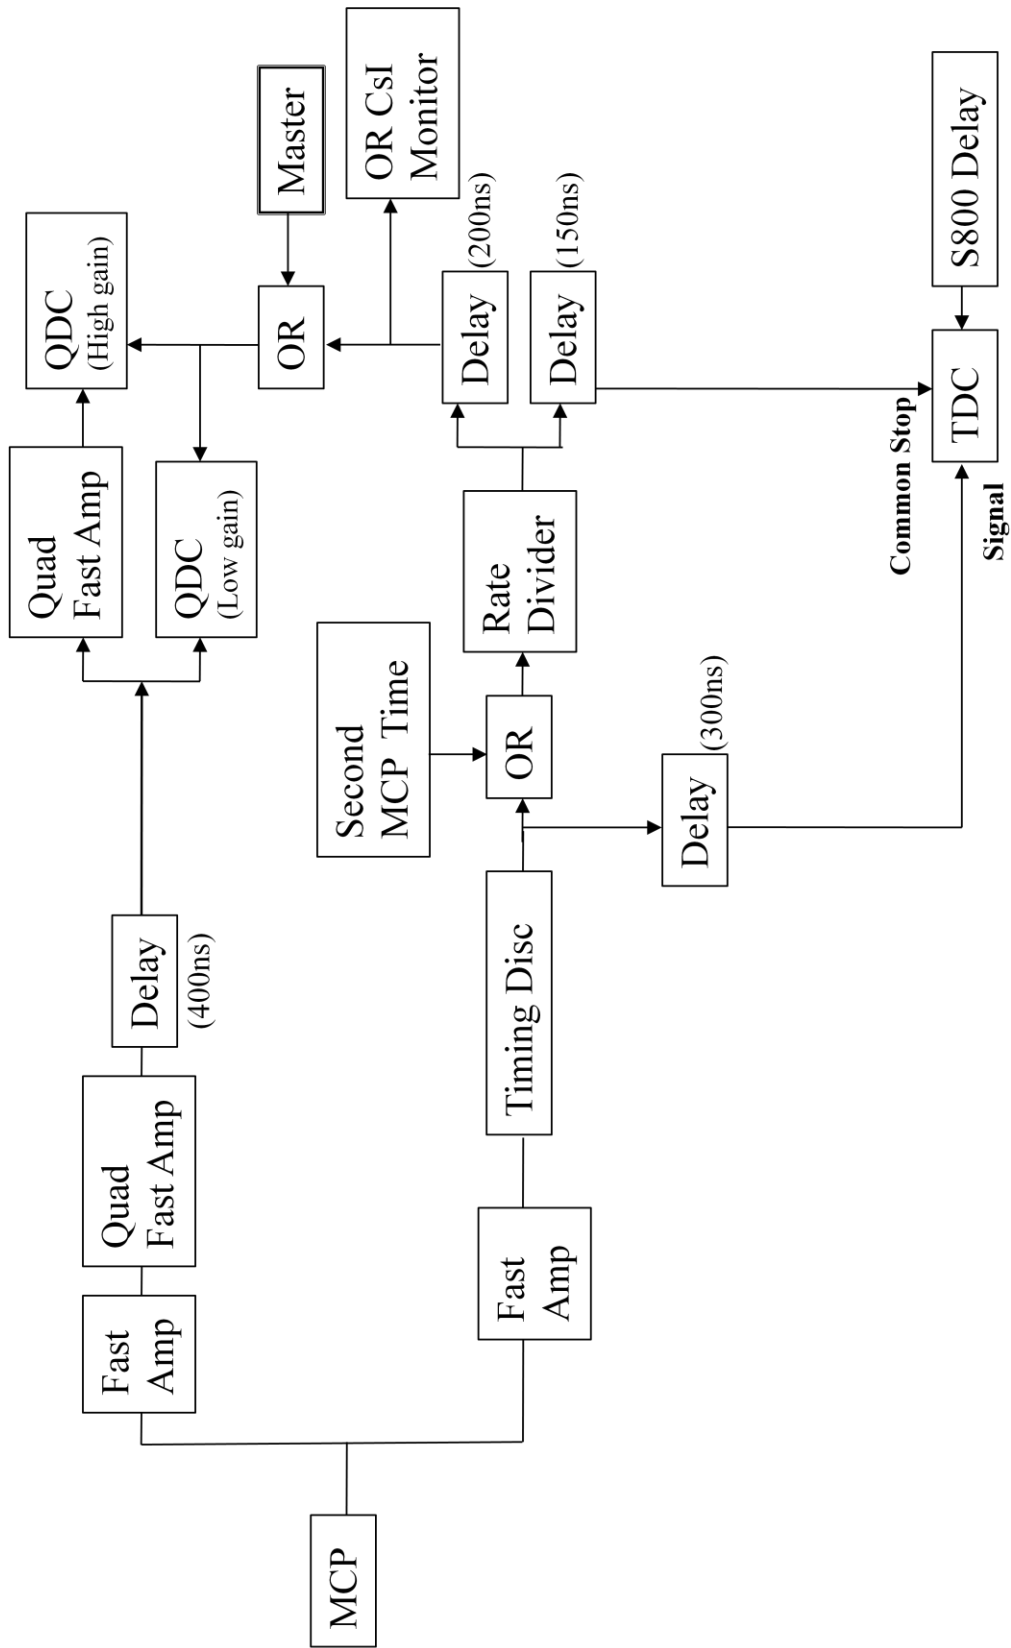 MCP
Fast
Amp
Quad
Fast Amp
Delay
(400ns)
Quad
Fast Amp
QDC
(High gain)
QDC
(Low gain)
OR
Master
OR CsI
Monitor
Fast
Amp
Timing Disc
Second
MCP Time
OR
Rate
Divider
Delay
(200ns)
Delay
(150ns)
Delay
(300ns)
Common Stop
Signal
TDC
S800 Delay